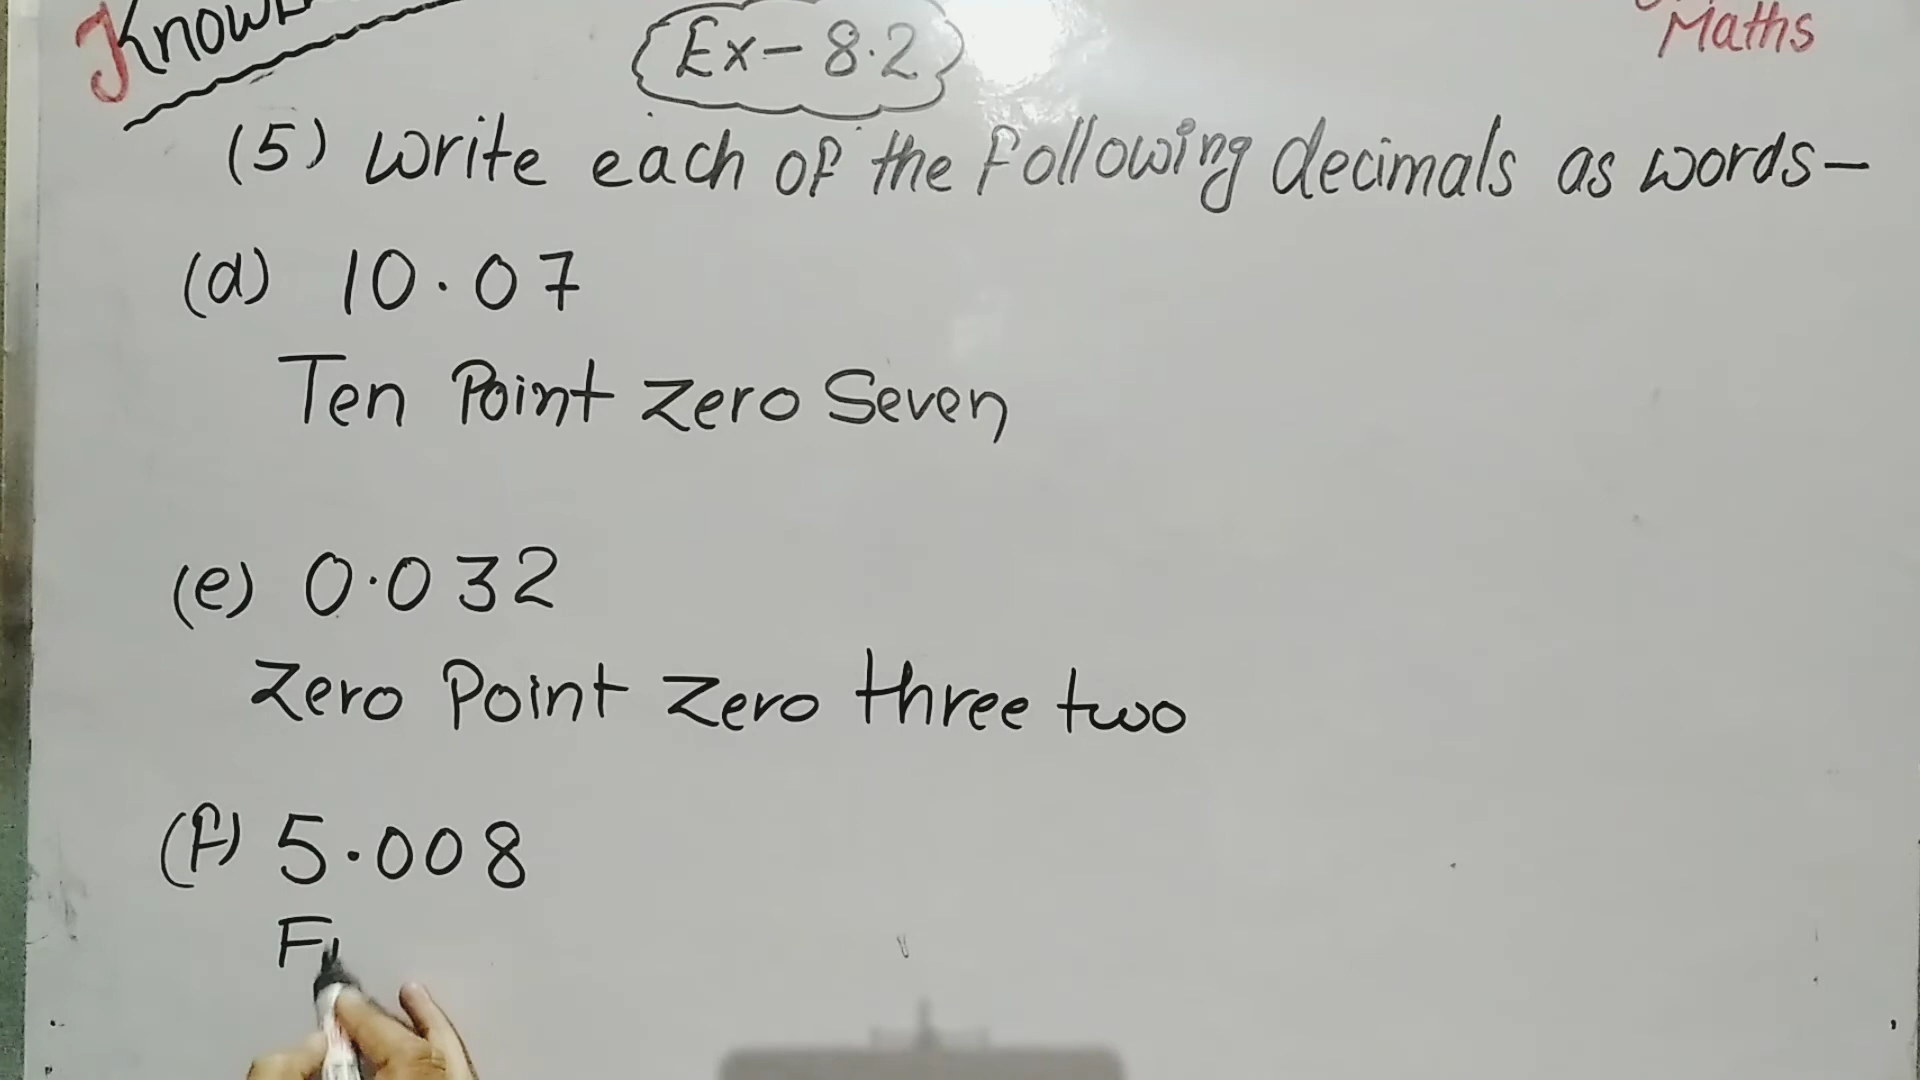 Ex-8.2
Maths
(5) Write each of the following decimals as words-
(d) 10.07
Ten Point Zero Seven
(e) 0.032
Zero Point Zero three two
(f) 5.008